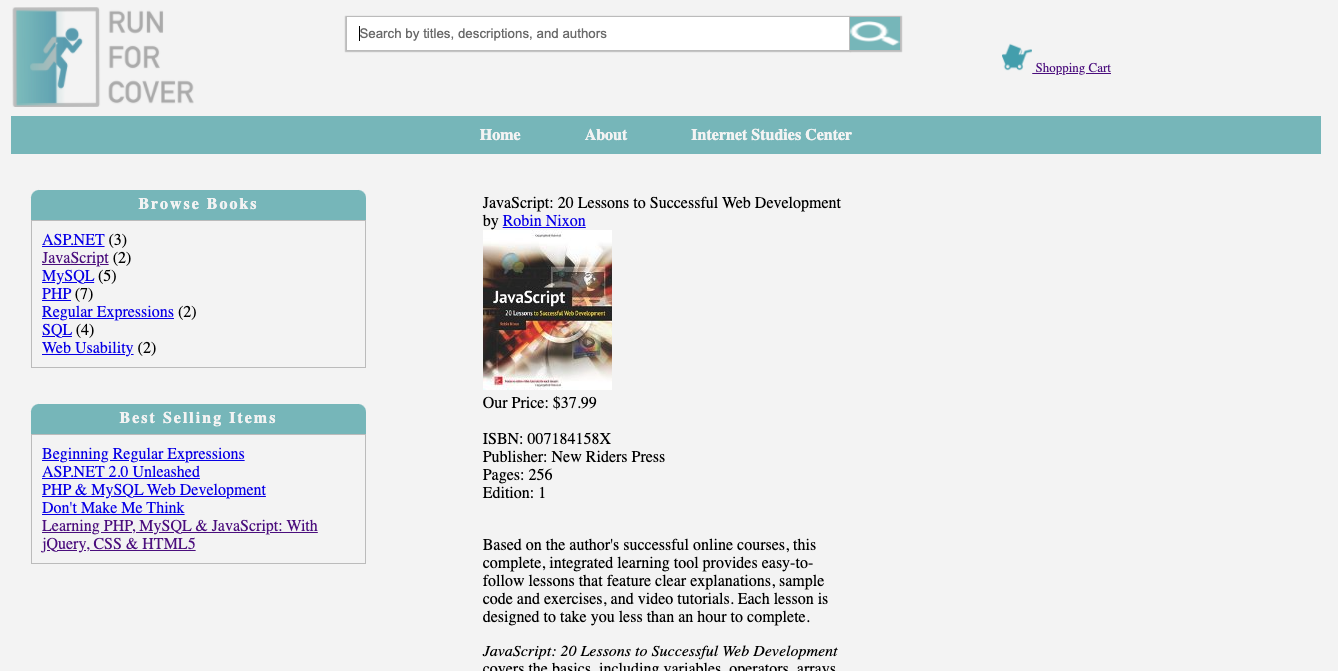 RUN
FOR
COVER
Search by titles, descriptions, and authors
Shopping Cart
Home About Internet Studies Center
Browse Books
ASP.NET (3)
JavaScript (2)
MySQL (5)
PHP (7)
Regular Expressions (2)
SQL (4)
Web Usability (2)
Best Selling Items
Beginning Regular Expressions
ASP.NET 2.0 Unleashed
PHP & MySQL Web Development
Don't Make Me Think
Learning PHP, MySQL & JavaScript: With
jQuery, CSS & HTML5
JavaScript: 20 Lessons to Successful Web Development
by Robin Nixon
JavaScript
20 Lessons to Successful Web Development
Robin Nixon
Our Price: $37.99
ISBN: 007184158X
Publisher: New Riders Press
Pages: 256
Edition: 1
Based on the author's successful online courses, this
complete, integrated learning tool provides easy-to-
follow lessons that feature clear explanations, sample
code and exercises, and video tutorials. Each lesson is
designed to take you less than an hour to complete.
JavaScript: 20 Lessons to Successful Web Development
covers the basics, including variables, operators, arrays,